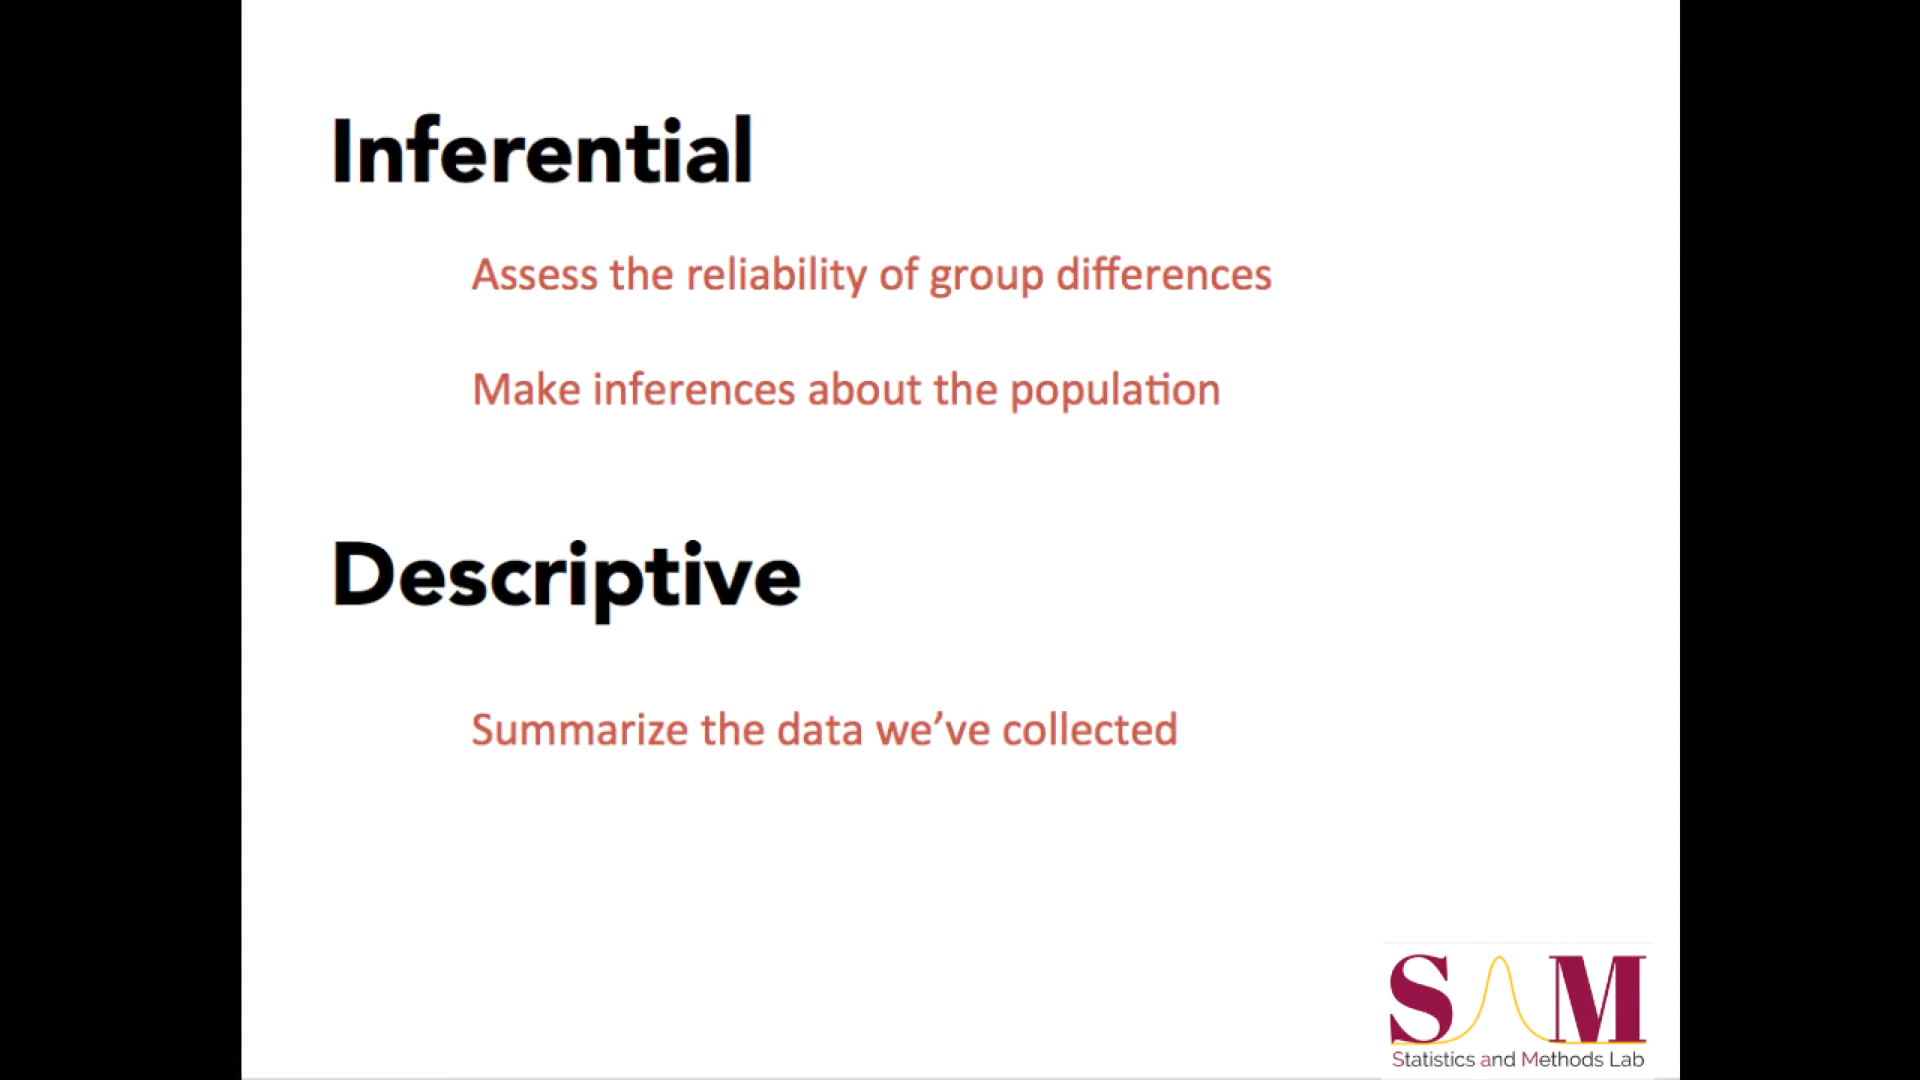 Inferential
Assess the reliability of group differences
Make inferences about the population
Descriptive
Summarize the data we’ve collected
SAM
Statistics and Methods Lab